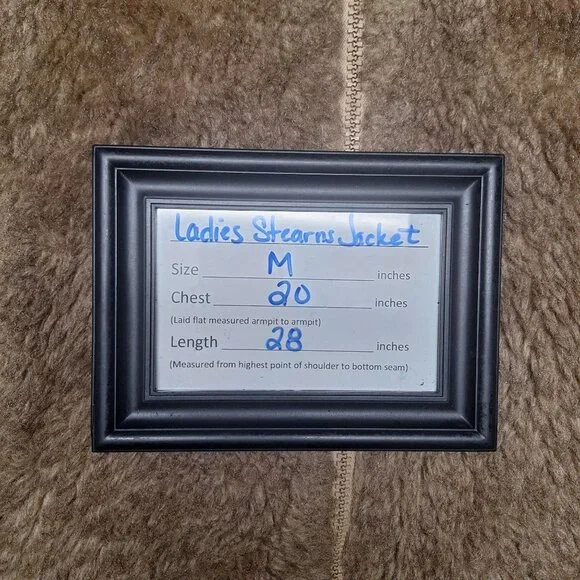 Ladies Stearns Jacket
Size M inches
Chest 20 inches
(Laid flat measured armpit to armpit)
Length 28 inches
(Measured from highest point of shoulder to bottom seam)